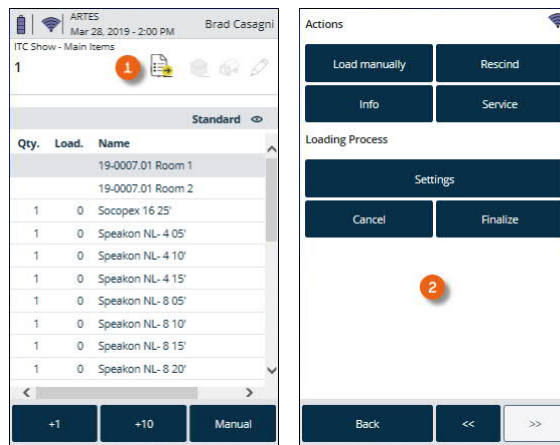 ARTES
Mar 28, 2019 - 2:00 PM
Brad Casagni
ITC Show - Main Items
1
1
Standard
Qty. Load. Name
19-0007.01 Room 1
19-0007.01 Room 2
1 0 Socopex 16 25'
1 0 Speakon NL- 4 05'
1 0 Speakon NL- 4 10'
1 0 Speakon NL- 4 15'
1 0 Speakon NL- 8 05'
1 0 Speakon NL- 8 10'
1 0 Speakon NL- 8 15'
1 0 Speakon NL- 8 20'
+1 +10 Manual
Actions
Load manually Rescind
Info Service
Loading Process
Settings
Cancel Finalize
2
Back << >>